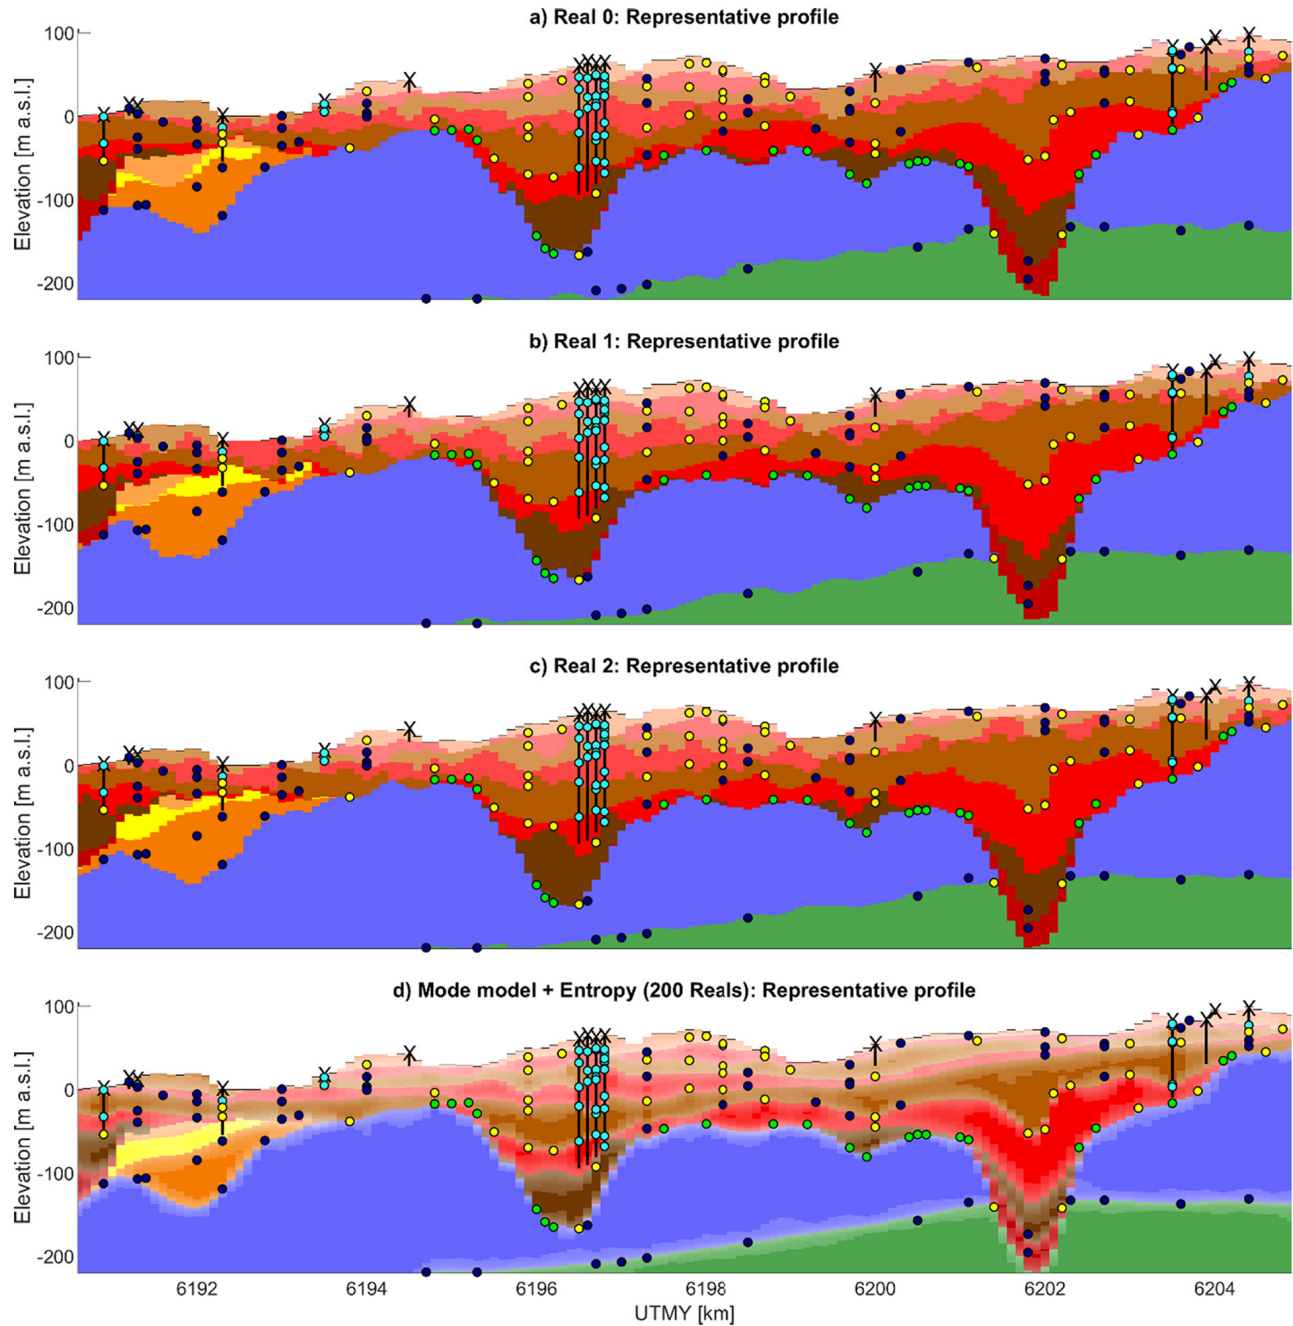 a) Real 0: Representative profile
100
0
-100
-200
Elevation [m a.s.l.]
b) Real 1: Representative profile
100
0
-100
-200
Elevation [m a.s.l.]
c) Real 2: Representative profile
100
0
-100
-200
Elevation [m a.s.l.]
d) Mode model + Entropy (200 Reals): Representative profile
100
0
-100
-200
Elevation [m a.s.l.]
6192 6194 6196 6198 6200 6202 6204
UTMY [km]